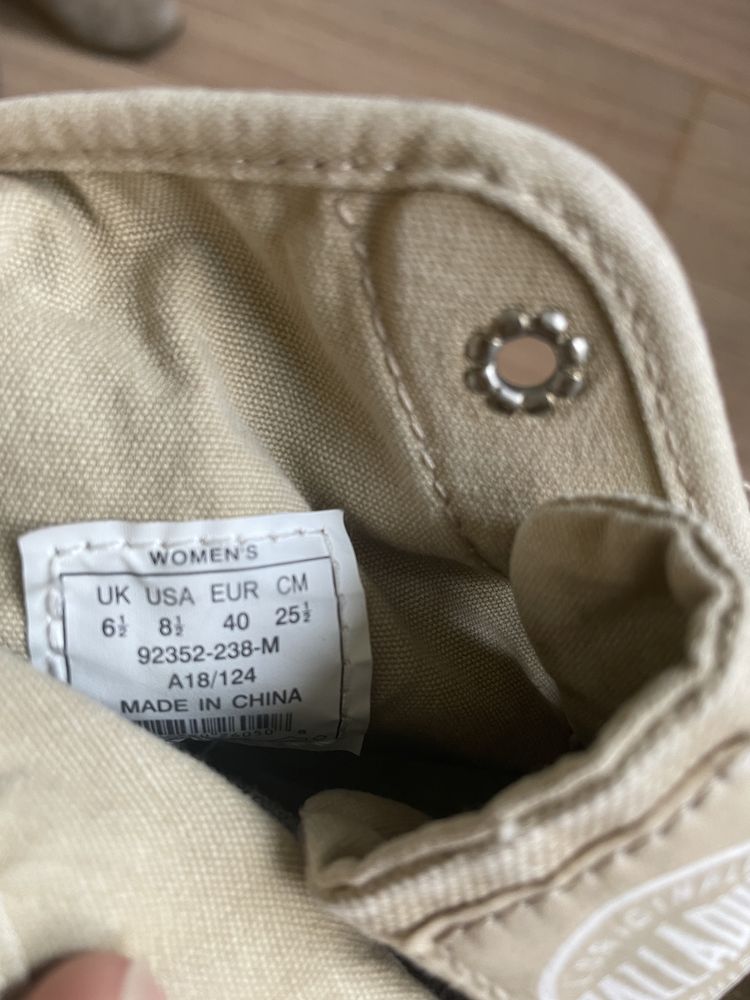 WOMEN'S
UK USA EUR CM
6½ 8½ 40 25½
92352-238-M
A18/124
MADE IN CHINA